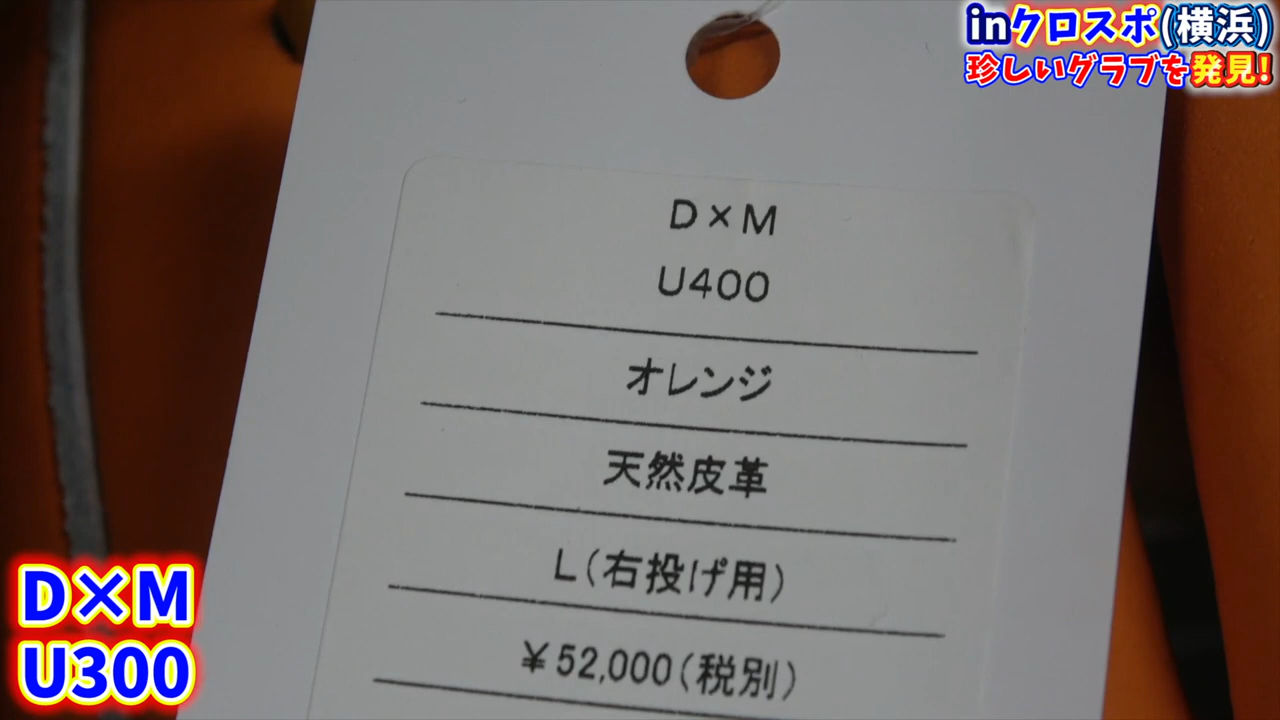 inクロスポ(横浜)
珍しいグラブを発見!
D×M
U400
オレンジ
天然皮革
L(右投げ用)
¥52,000(税別)
D×M
U300